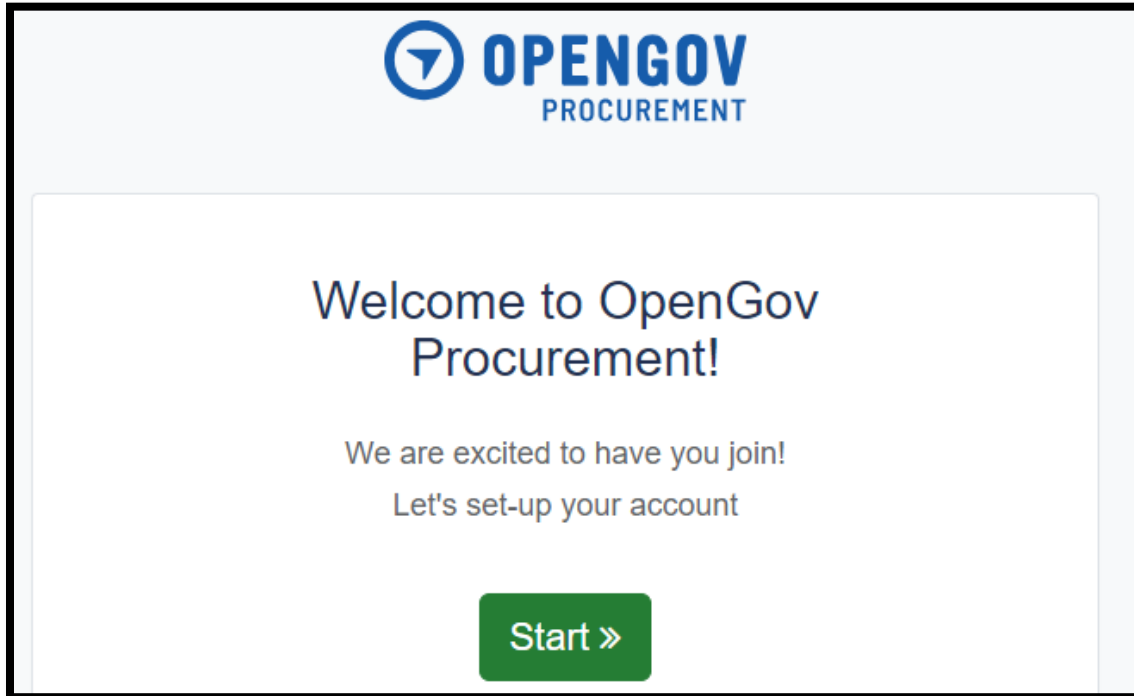 OPENGOV
PROCUREMENT
Welcome to OpenGov
Procurement!
We are excited to have you join!
Let's set-up your account
Start »